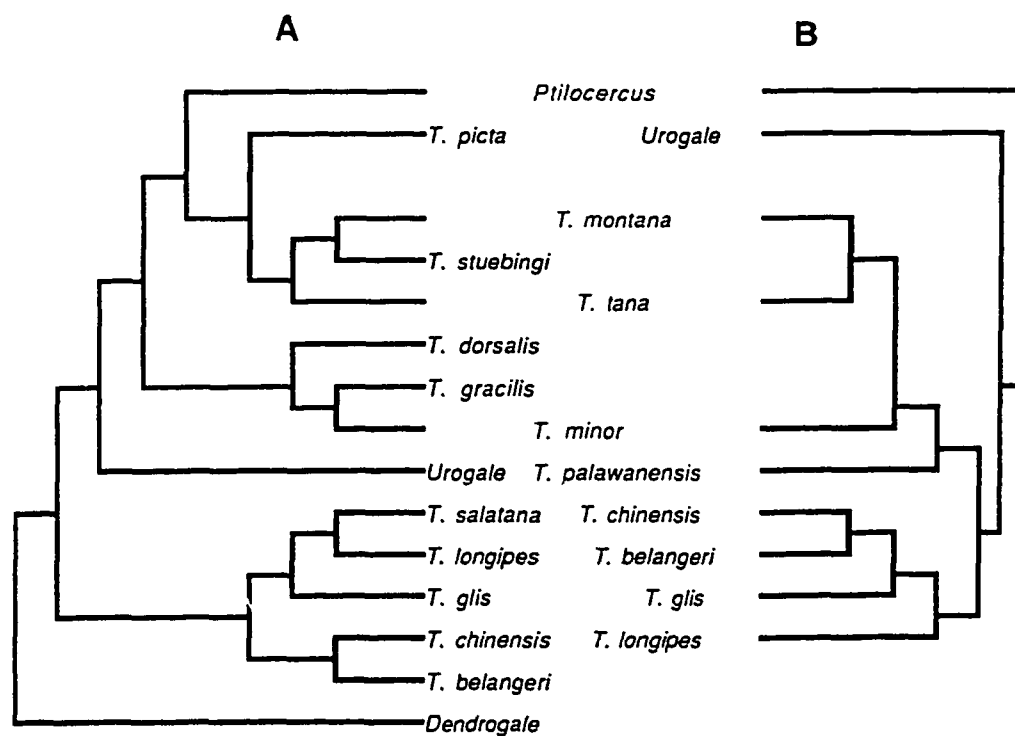 A B
Ptilocercus
T. picta Urogale
T. montana
T. stuebingi
T. tana
T. dorsalis
T. gracilis
T. minor
Urogale T. palawanensis
T. salatana T. chinensis
T. longipes T. belangeri
T. glis T. glis
T. chinensis T. longipes
T. belangeri
Dendrogale